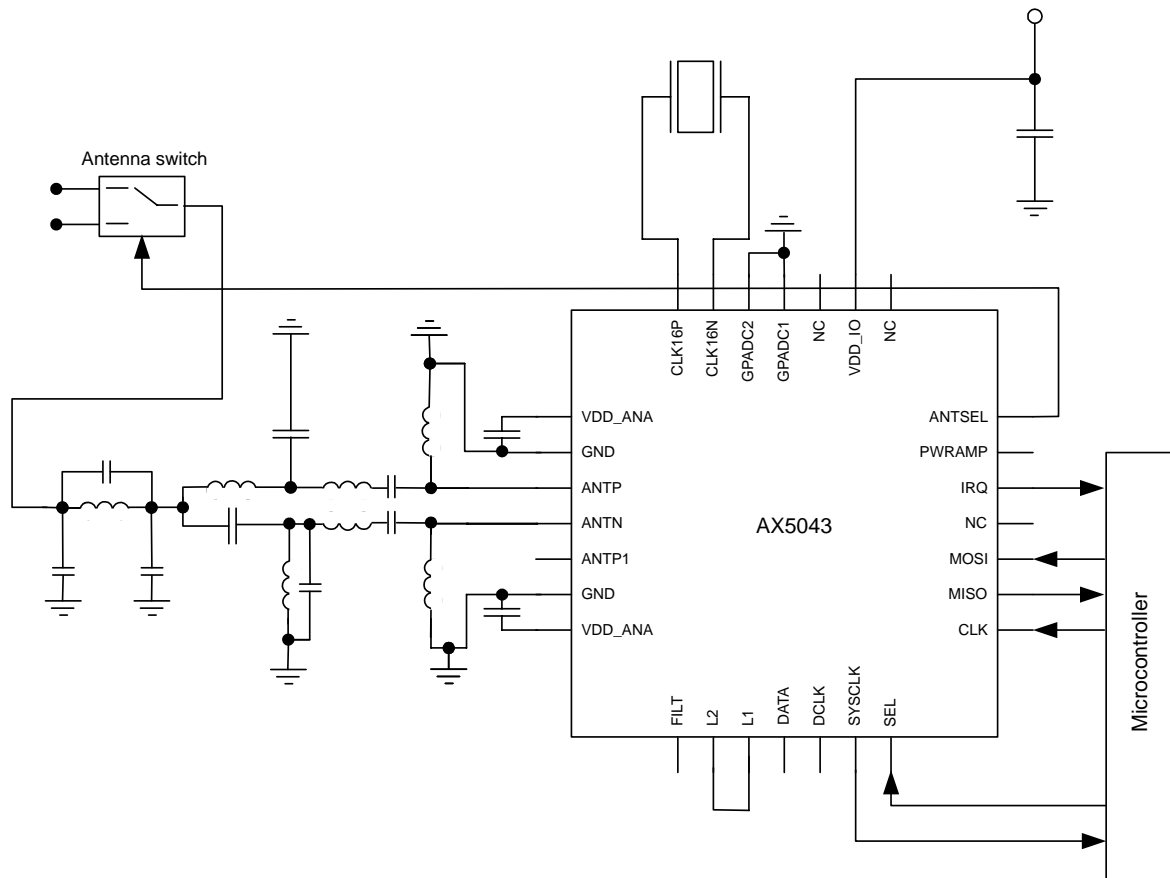 Antenna switch
CLK16P
CLK16N
GPADC2
GPADC1
NC
VDD_IO
NC
VDD_ANA
GND
ANTP
ANTN
ANTP1
GND
VDD_ANA
AX5043
ANTSEL
PWRAMP
IRQ
NC
MOSI
MISO
CLK
FILT
L2
L1
DATA
DCLK
SYSCLK
SEL
Microcontroller